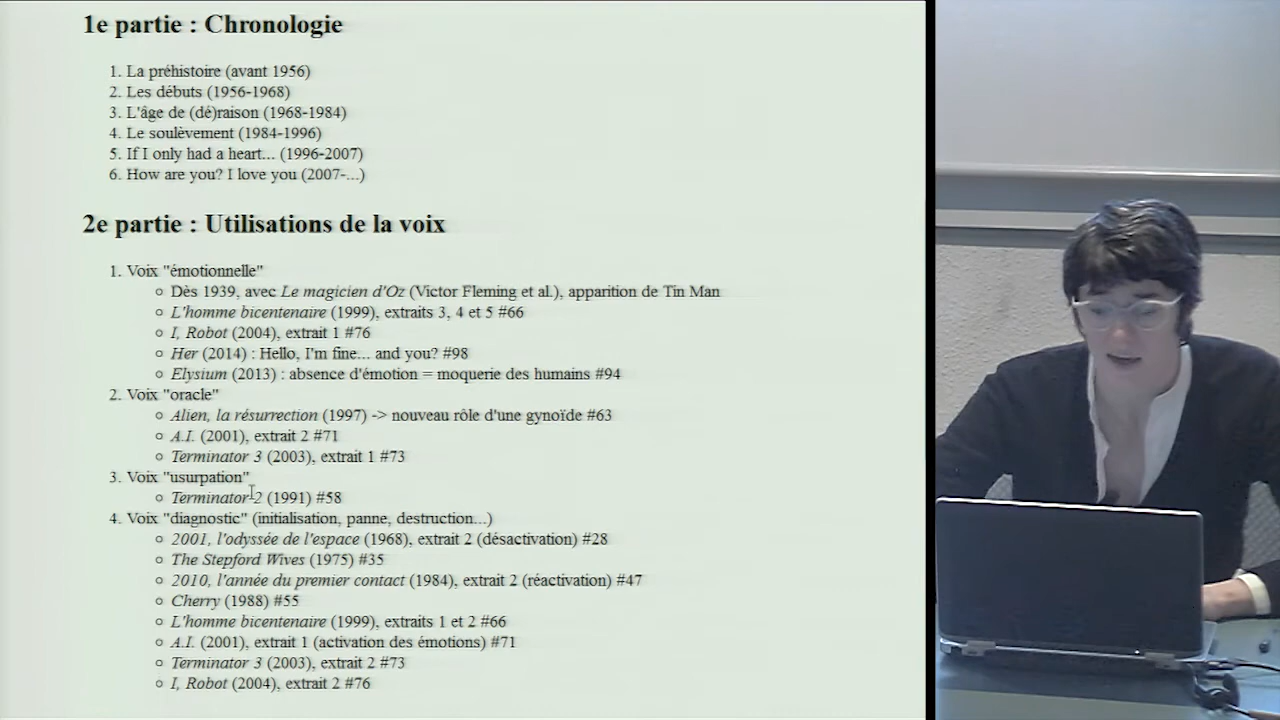 1e partie : Chronologie
1. La préhistoire (avant 1956)
2. Les débuts (1956-1968)
3. L'âge de (dé)raison (1968-1984)
4. Le soulèvement (1984-1996)
5. If I only had a heart... (1996-2007)
6. How are you? I love you (2007-...)
2e partie : Utilisations de la voix
1. Voix "émotionnelle"
Dès 1939, avec Le magicien d'Oz (Victor Fleming et al.), apparition de Tin Man
L'homme bicentenaire (1999), extraits 3, 4 et 5 #66
I, Robot (2004), extrait 1 #76
Her (2014) : Hello, I'm fine... and you? #98
Elysium (2013) : absence d'émotion = moquerie des humains #94
2. Voix "oracle"
Alien, la résurrection (1997) -> nouveau rôle d'une gynoïde #63
A.I. (2001), extrait 2 #71
Terminator 3 (2003), extrait 1 #73
3. Voix "usurpation"
Terminator 2 (1991) #58
4. Voix "diagnostic" (initialisation, panne, destruction...)
2001, l'odyssée de l'espace (1968), extrait 2 (désactivation) #28
The Stepford Wives (1975) #35
2010, l'année du premier contact (1984), extrait 2 (réactivation) #47
Cherry (1988) #55
L'homme bicentenaire (1999), extraits 1 et 2 #66
A.I. (2001), extrait 1 (activation des émotions) #71
Terminator 3 (2003), extrait 2 #73
I, Robot (2004), extrait 2 #76